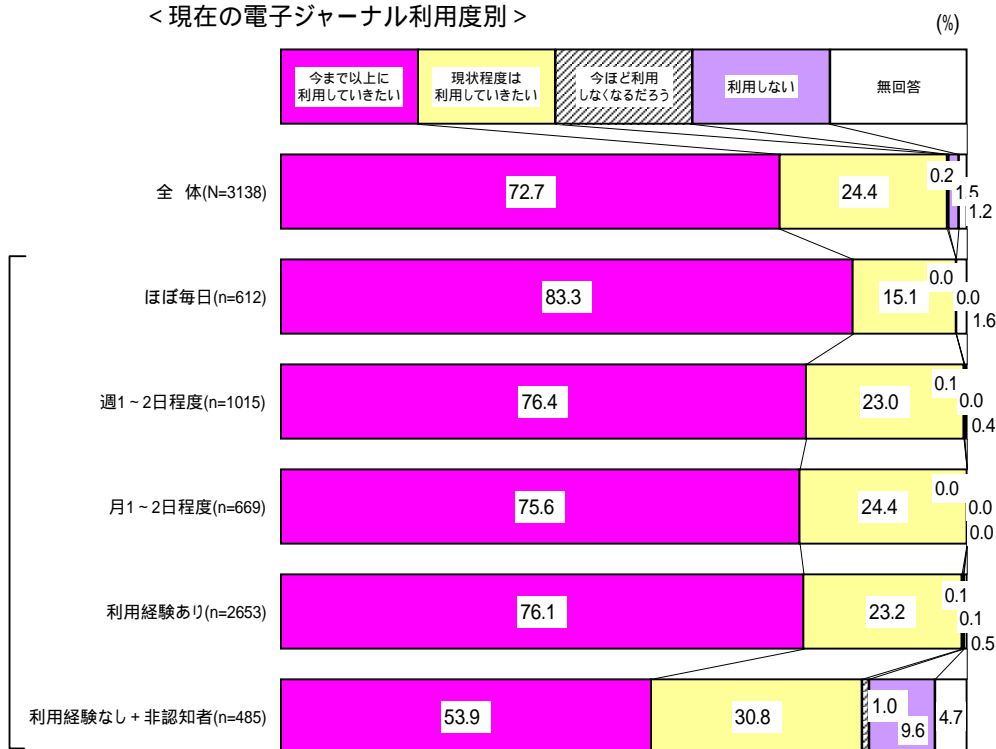 <現在の電子ジャーナル利用度別>
(%)
今まで以上に
利用していきたい
現状程度は
利用していきたい
今ほど利用
しなくなるだろう
利用しない
無回答
全 体(N=3138)
72.7
24.4
0.2
1.5
1.2
ほぼ毎日(n=612)
83.3
15.1
0.0
0.0
1.6
週1~2日程度(n=1015)
76.4
23.0
0.1
0.0
0.4
月1~2日程度(n=669)
75.6
24.4
0.0
0.0
0.0
利用経験あり(n=2653)
76.1
23.2
0.1
0.1
0.5
利用経験なし+非認知者(n=485)
53.9
30.8
1.0
9.6
4.7